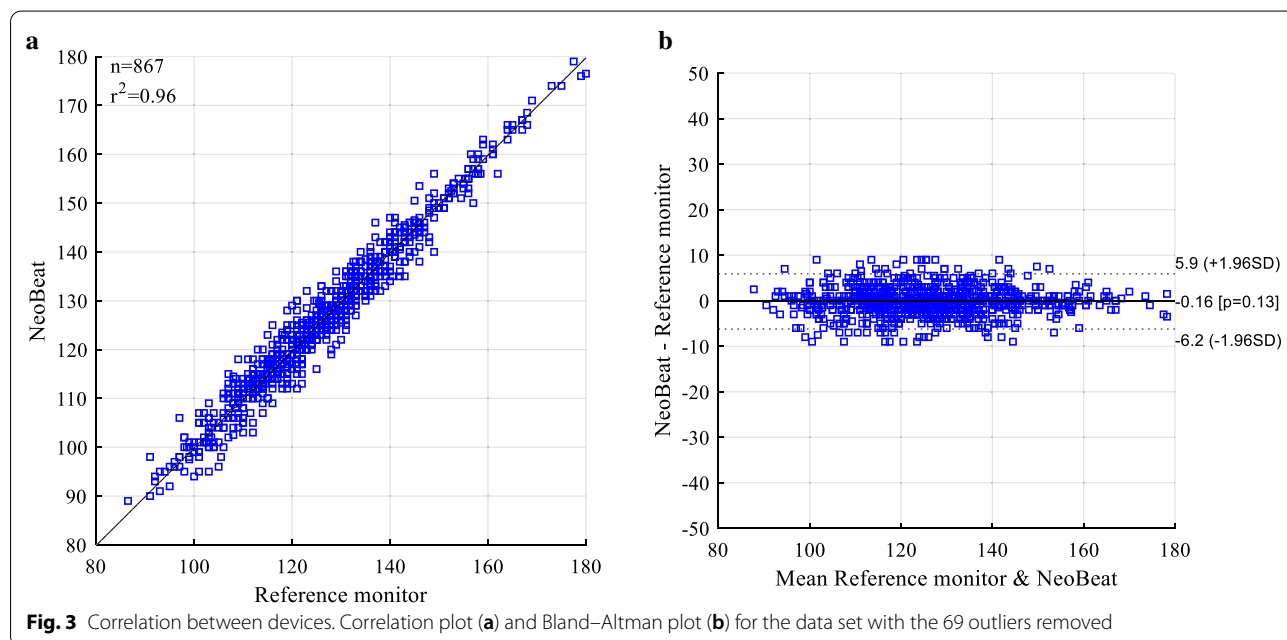 a
n=867
r²=0.96
180
170
160
150
140
130
120
110
100
90
80
NeoBeat
80 100 120 140 160 180
Reference monitor
b
50
40
30
20
10
0
-10
-20
-30
-40
-50
NeoBeat - Reference monitor
5.9 (+1.96SD)
-0.16 [p=0.13]
-6.2 (-1.96SD)
80 100 120 140 160 180
Mean Reference monitor & NeoBeat
Fig. 3 Correlation between devices. Correlation plot (a) and Bland–Altman plot (b) for the data set with the 69 outliers removed